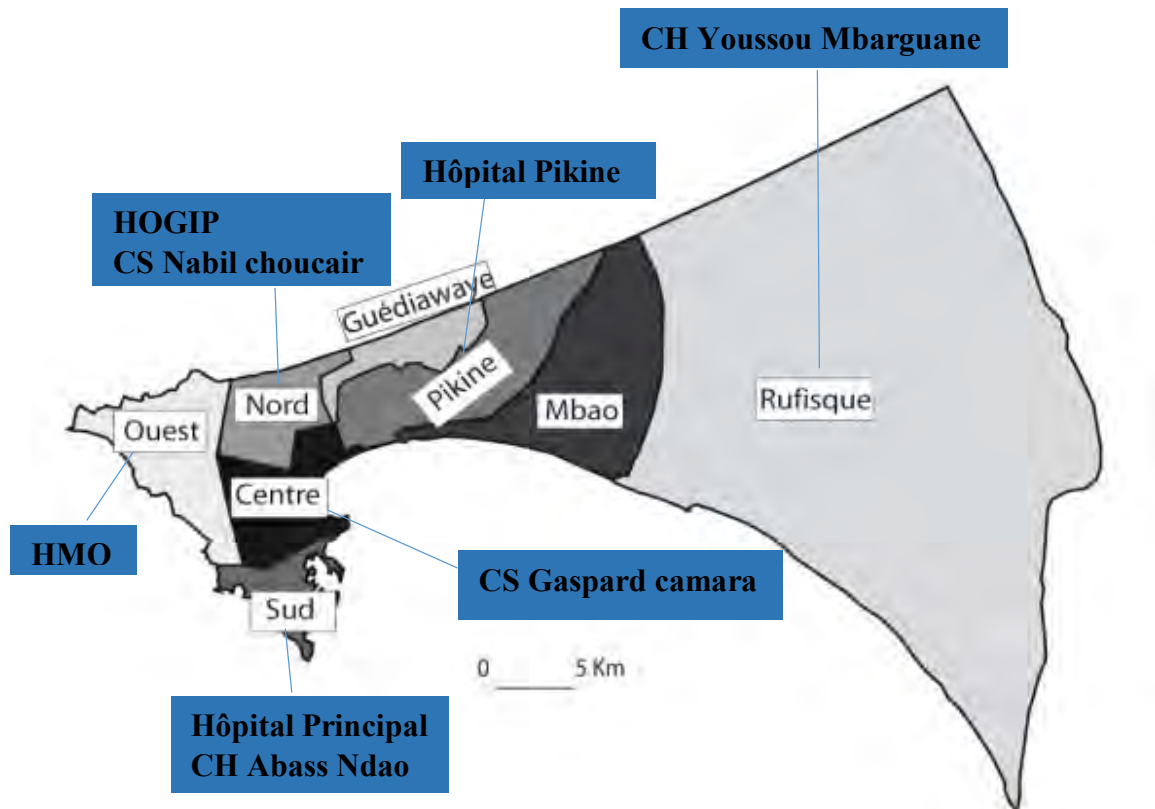 CH Youssou Mbarguane
Hôpital Pikine
HOGIP
CS Nabil choucair
Guédiawaye
Pikine
Nord
Mbao
Rufisque
Ouest
Centre
HMO
CS Gaspard camara
Sud
0 5 Km
Hôpital Principal
CH Abass Ndao